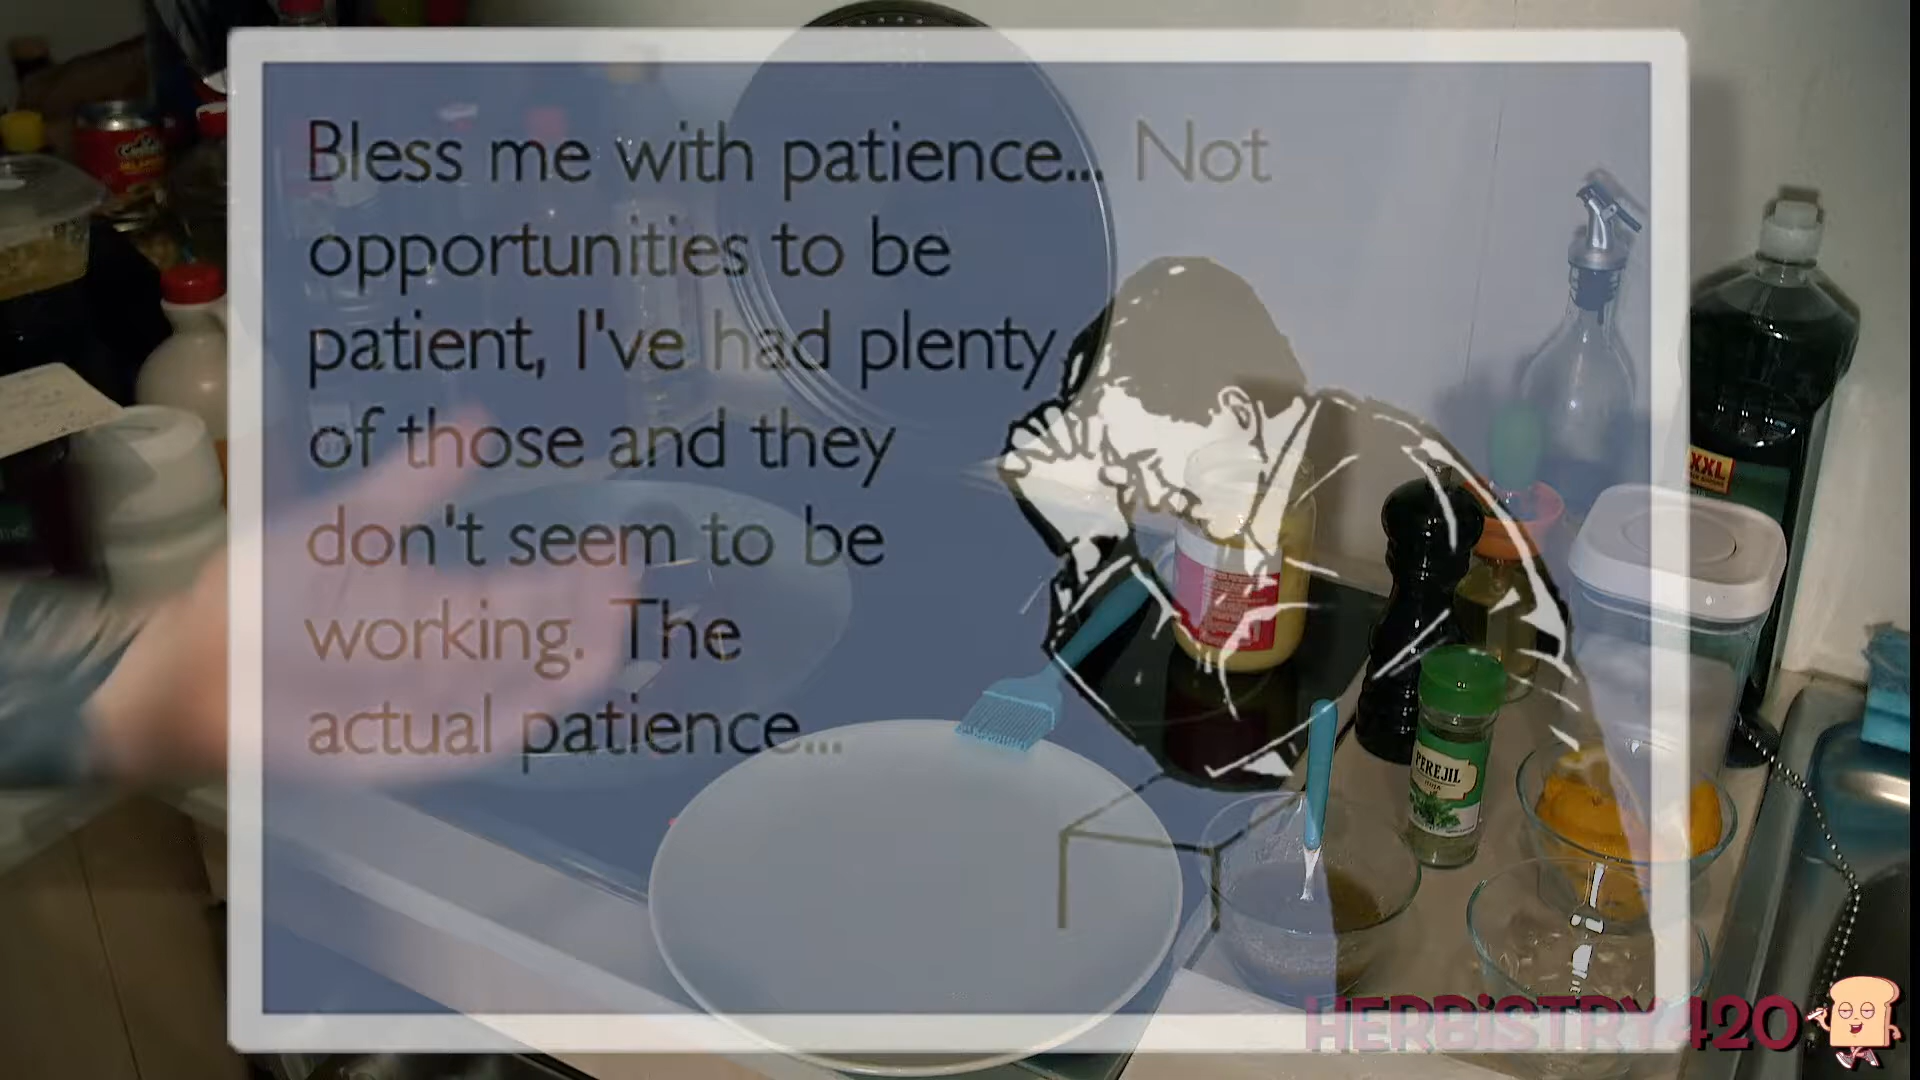 Bless me with patience... Not
opportunities to be
patient, I've had plenty
of those and they
don't seem to be
working. The
actual patience...
XXL
PEREJIL
HERBiSTRY420